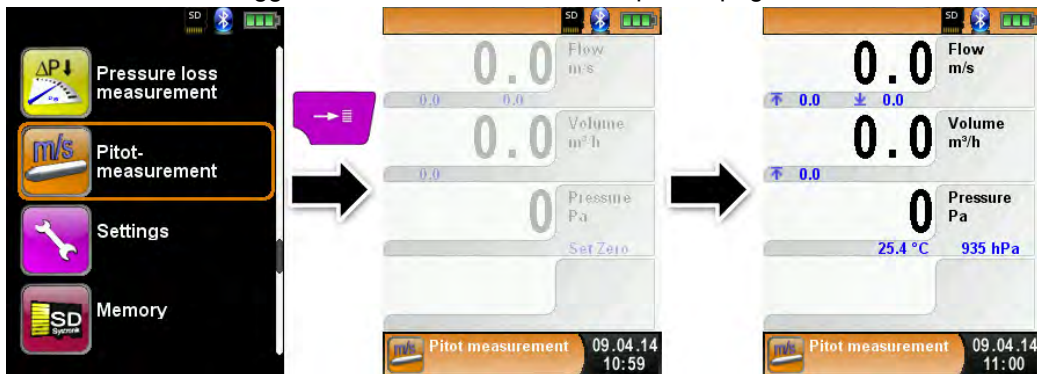 SD
ΔP↓
Pa
Pressure loss
measurement
m/s
Pitot-
measurement
Settings
SD
Systronik
Memory
SD
0.0
Flow
m/s
0.0 0.0
0.0
Volume
m³/h
0.0
0
Pressure
Pa
Set Zero
m/s
Pitot measurement
09.04.14
10:59
SD
0.0
Flow
m/s
0.0 0.0
0.0
Volume
m³/h
0.0
0
Pressure
Pa
25.4 °C 935 hPa
m/s
Pitot measurement
09.04.14
11:00